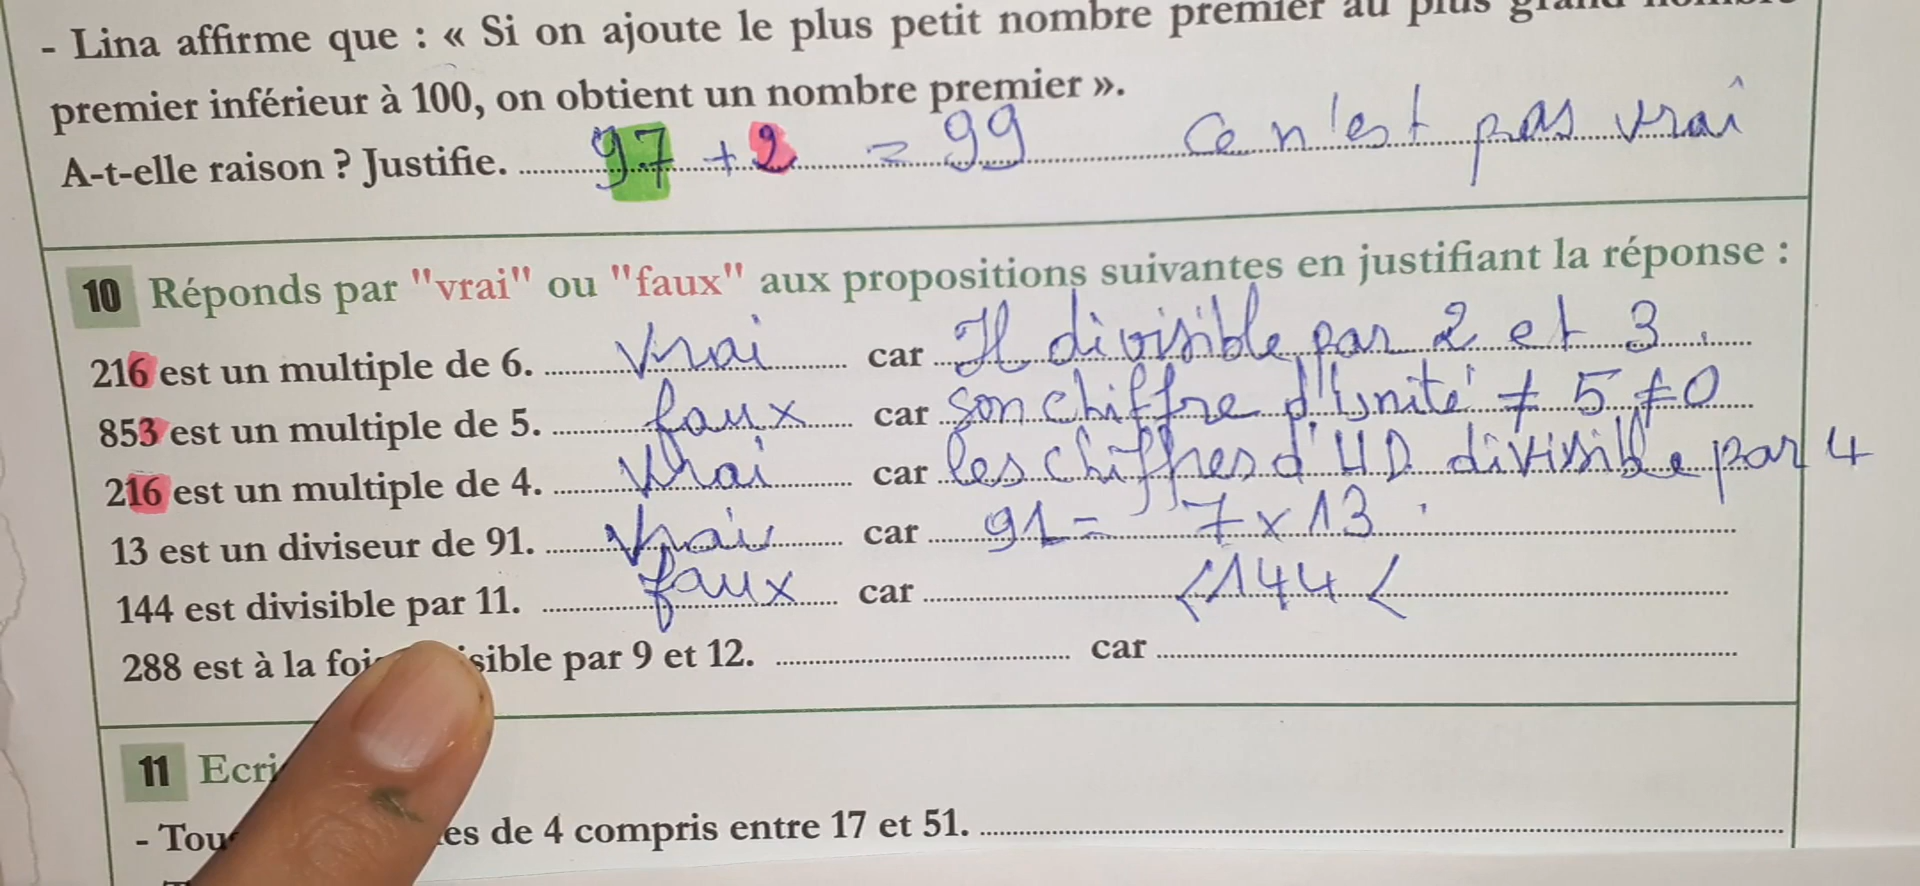 - Lina affirme que : « Si on ajoute le plus petit nombre premier au plus grand nombre
premier inférieur à 100, on obtient un nombre premier ».
A-t-elle raison ? Justifie. 97 + 2 = 99 ce n'est pas vrai
10 Réponds par "vrai" ou "faux" aux propositions suivantes en justifiant la réponse :
216 est un multiple de 6. vrai car Il divisible par 2 et 3.
853 est un multiple de 5. faux car son chiffre d'unité ≠ 5 ≠ 0
216 est un multiple de 4. vrai car les chiffres d'UD divisible par 4
13 est un diviseur de 91. vrai car 91 = 7 x 13.
144 est divisible par 11. faux car <144<
288 est à la par 9 et 12. car
11
de 4 compris entre 17 et 51.